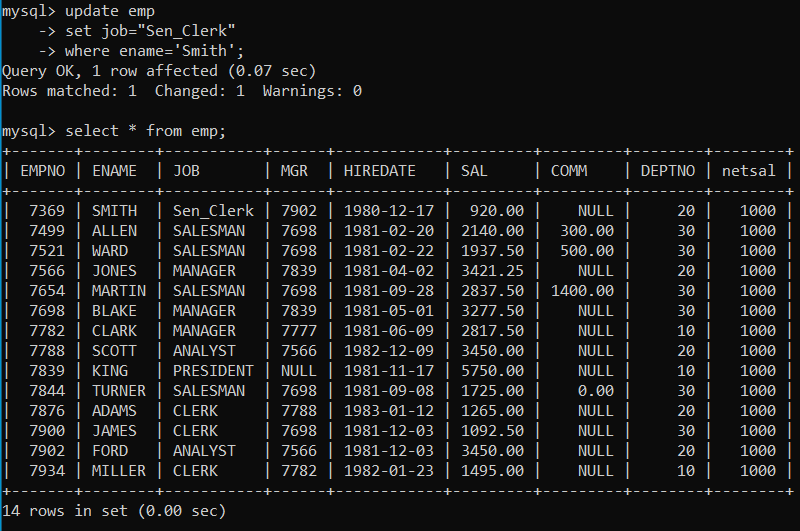 mysql> update emp
    -> set job="Sen_Clerk"
    -> where ename='Smith';
Query OK, 1 row affected (0.07 sec)
Rows matched: 1  Changed: 1  Warnings: 0

mysql> select * from emp;
+-------+--------+-----------+------+------------+---------+---------+--------+--------+
| EMPNO | ENAME  | JOB       | MGR  | HIREDATE   | SAL     | COMM    | DEPTNO | netsal |
+-------+--------+-----------+------+------------+---------+---------+--------+--------+
|  7369 | SMITH  | Sen_Clerk | 7902 | 1980-12-17 |  920.00 |    NULL |     20 |   1000 |
|  7499 | ALLEN  | SALESMAN  | 7698 | 1981-02-20 | 2140.00 |  300.00 |     30 |   1000 |
|  7521 | WARD   | SALESMAN  | 7698 | 1981-02-22 | 1937.50 |  500.00 |     30 |   1000 |
|  7566 | JONES  | MANAGER   | 7839 | 1981-04-02 | 3421.25 |    NULL |     20 |   1000 |
|  7654 | MARTIN | SALESMAN  | 7698 | 1981-09-28 | 2837.50 | 1400.00 |     30 |   1000 |
|  7698 | BLAKE  | MANAGER   | 7839 | 1981-05-01 | 3277.50 |    NULL |     30 |   1000 |
|  7782 | CLARK  | MANAGER   | 7777 | 1981-06-09 | 2817.50 |    NULL |     10 |   1000 |
|  7788 | SCOTT  | ANALYST   | 7566 | 1982-12-09 | 3450.00 |    NULL |     20 |   1000 |
|  7839 | KING   | PRESIDENT | NULL | 1981-11-17 | 5750.00 |    NULL |     10 |   1000 |
|  7844 | TURNER | SALESMAN  | 7698 | 1981-09-08 | 1725.00 |    0.00 |     30 |   1000 |
|  7876 | ADAMS  | CLERK     | 7788 | 1983-01-12 | 1265.00 |    NULL |     20 |   1000 |
|  7900 | JAMES  | CLERK     | 7698 | 1981-12-03 | 1092.50 |    NULL |     30 |   1000 |
|  7902 | FORD   | ANALYST   | 7566 | 1981-12-03 | 3450.00 |    NULL |     20 |   1000 |
|  7934 | MILLER | CLERK     | 7782 | 1982-01-23 | 1495.00 |    NULL |     10 |   1000 |
+-------+--------+-----------+------+------------+---------+---------+--------+--------+
14 rows in set (0.00 sec)